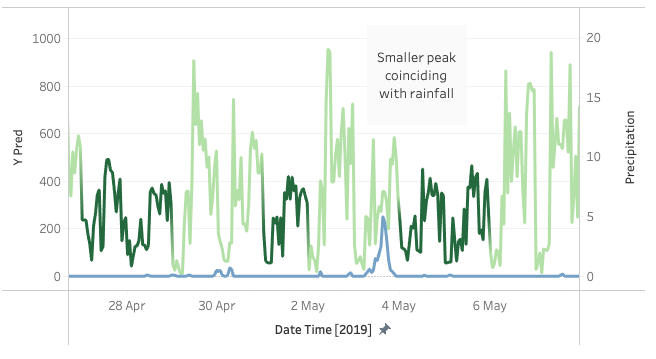 1000
800
600
400
200
0
Y Pred
Smaller peak
coinciding
with rainfall
20
15
10
5
0
Precipitation
28 Apr
30 Apr
2 May
4 May
6 May
Date Time [2019]